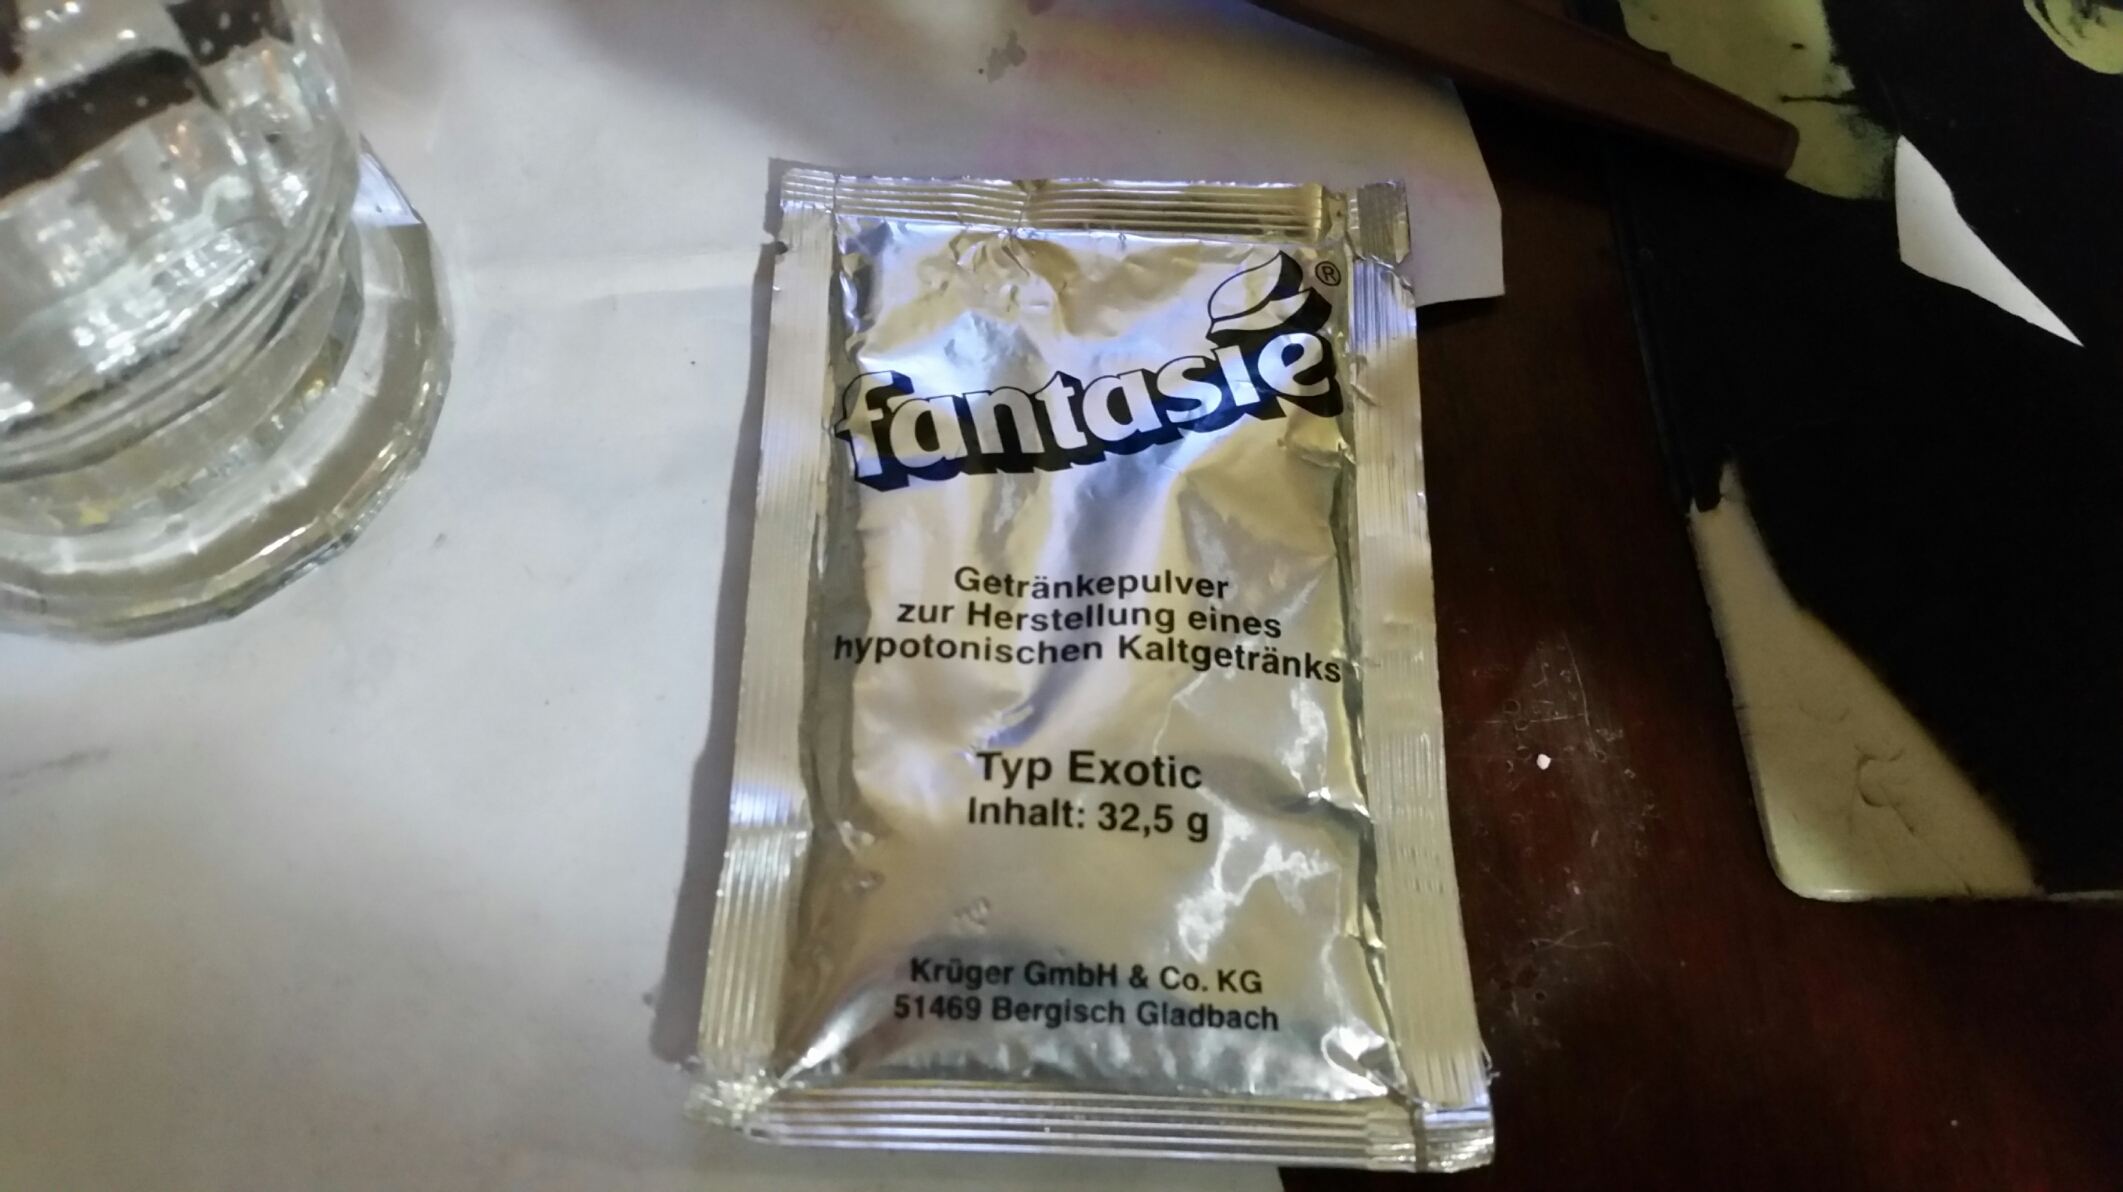 fantasie®
Getränkepulver
zur Herstellung eines
hypotonischen Kaltgetränks
Typ Exotic
Inhalt: 32,5 g
Krüger GmbH & Co. KG
51469 Bergisch Gladbach